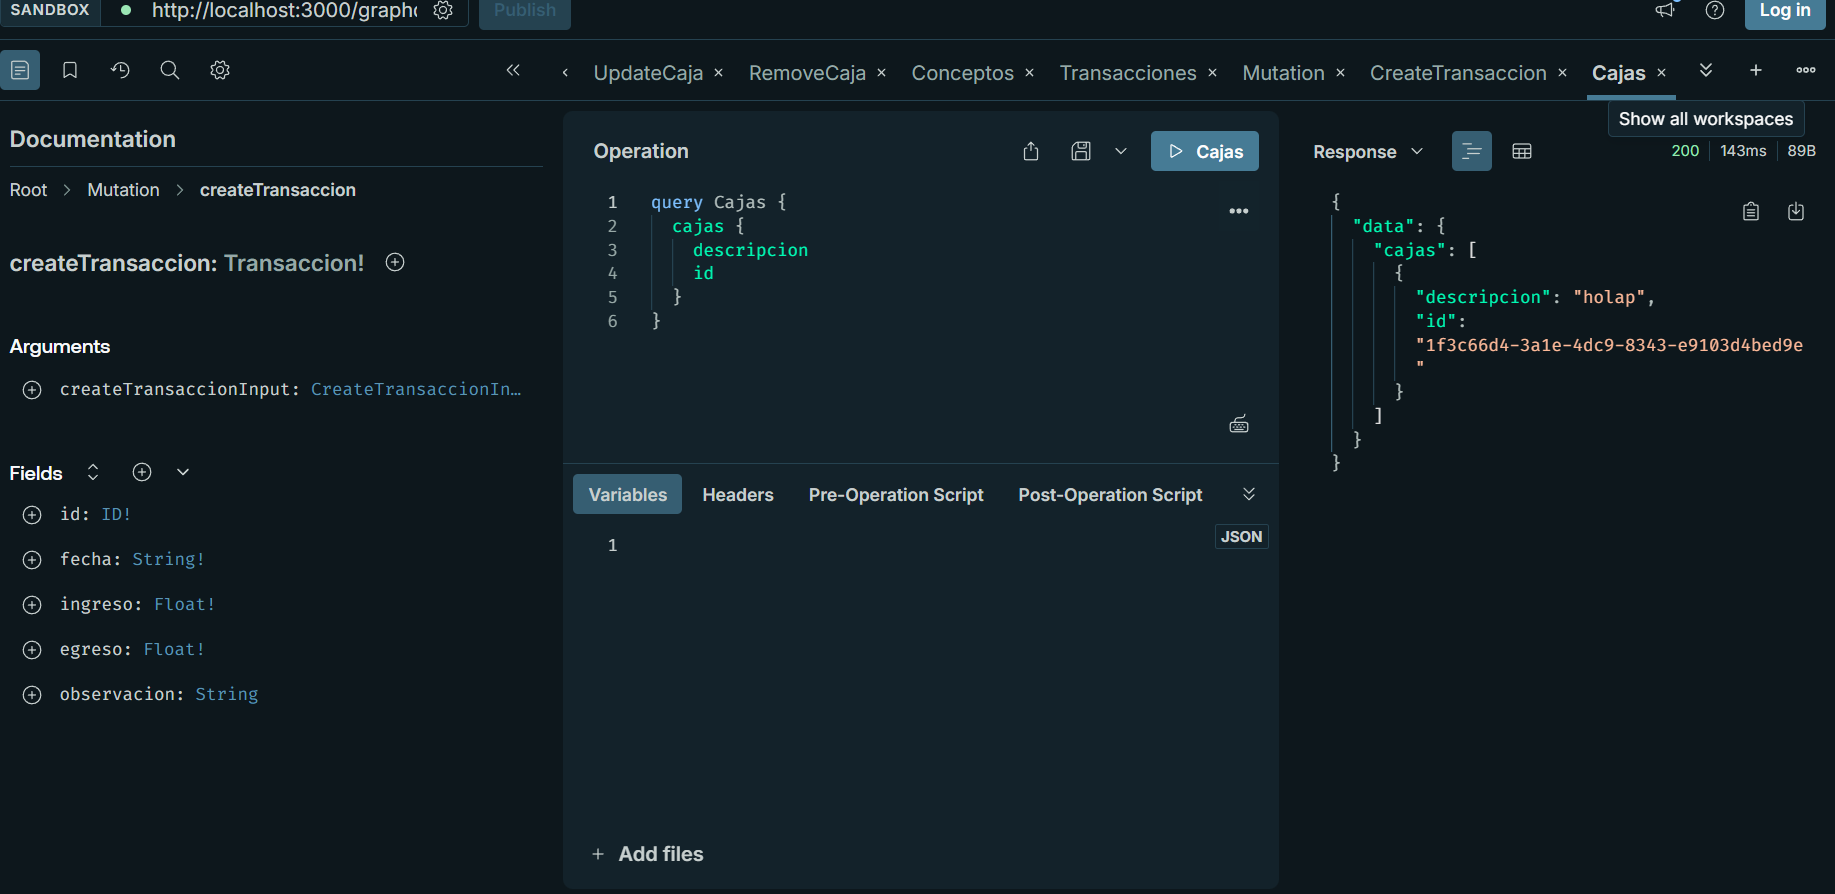 SANDBOX http://localhost:3000/graphc Publish Log in
UpdateCaja × RemoveCaja × Conceptos × Transacciones × Mutation × CreateTransaccion × Cajas ×
Show all workspaces
Documentation
Root > Mutation > createTransaccion
createTransaccion: Transaccion!
Arguments
createTransaccionInput: CreateTransaccionIn…
Fields
id: ID!
fecha: String!
ingreso: Float!
egreso: Float!
observacion: String
Operation
Cajas
1 query Cajas {
2 cajas {
3 descripcion
4 id
5 }
6 }
Variables Headers Pre-Operation Script Post-Operation Script
1
JSON
+ Add files
Response
200 143ms 89B
{
"data": {
"cajas": [
{
"descripcion": "holap",
"id":
"1f3c66d4-3a1e-4dc9-8343-e9103d4bed9e
"
}
]
}
}